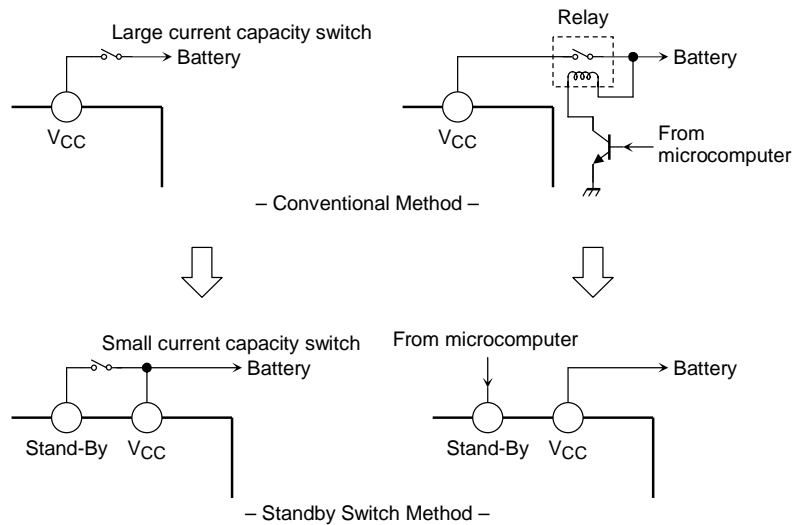 Large current capacity switch
Battery
VCC
Relay
Battery
VCC
From
microcomputer
– Conventional Method –
Small current capacity switch
Battery
Stand-By
VCC
From microcomputer
Battery
Stand-By
VCC
– Standby Switch Method –